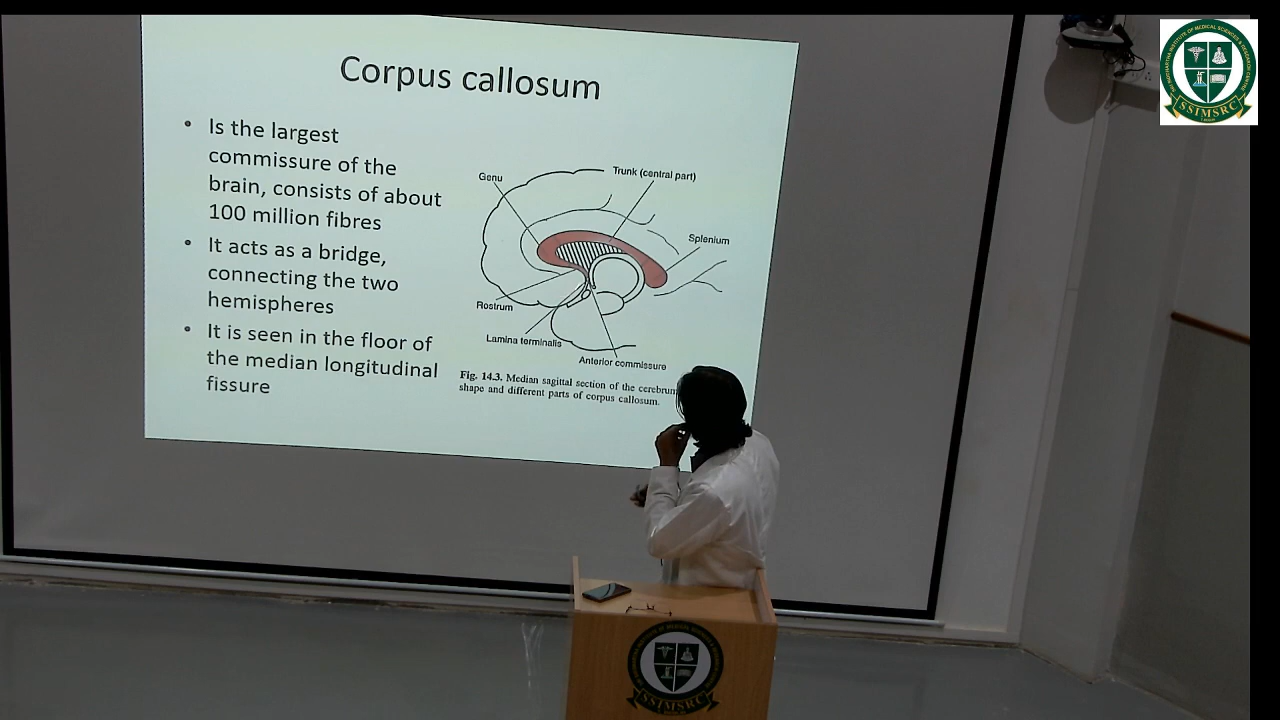 Corpus callosum
• Is the largest
commissure of the
brain, consists of about
100 million fibres
• It acts as a bridge,
connecting the two
hemispheres
• It is seen in the floor of
the median longitudinal
fissure
Genu
Trunk (central part)
Splenium
Rostrum
Lamina terminalis
Anterior commissure
Fig. 14.3. Median sagittal section of the cerebrum
shape and different parts of corpus callosum.
SSIMSRC
SSIMSRC